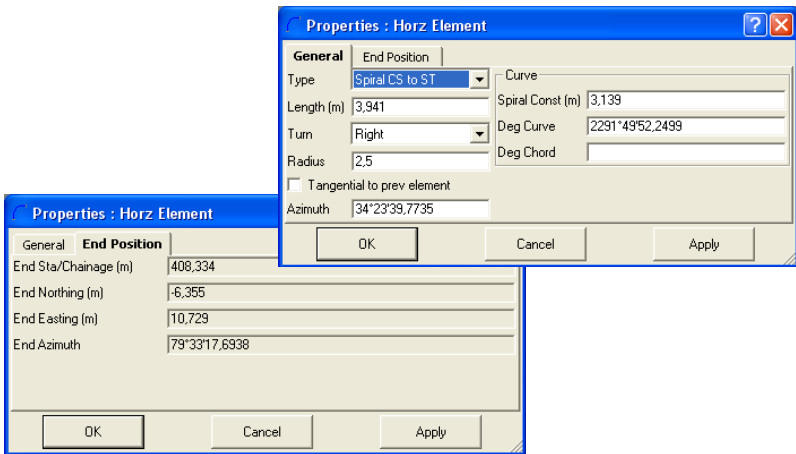 Properties : Horz Element
General End Position
Type Spiral CS to ST
Length (m) 3,941
Turn Right
Radius 2,5
Tangential to prev element
Azimuth 34°23'39,7735
Curve
Spiral Const (m) 3,139
Deg Curve 2291°49'52,2499
Deg Chord
OK Cancel Apply
Properties : Horz Element
General End Position
End Sta/Chainage (m) 408,334
End Northing (m) -6,355
End Easting (m) 10,729
End Azimuth 79°33'17,6938
OK Cancel Apply